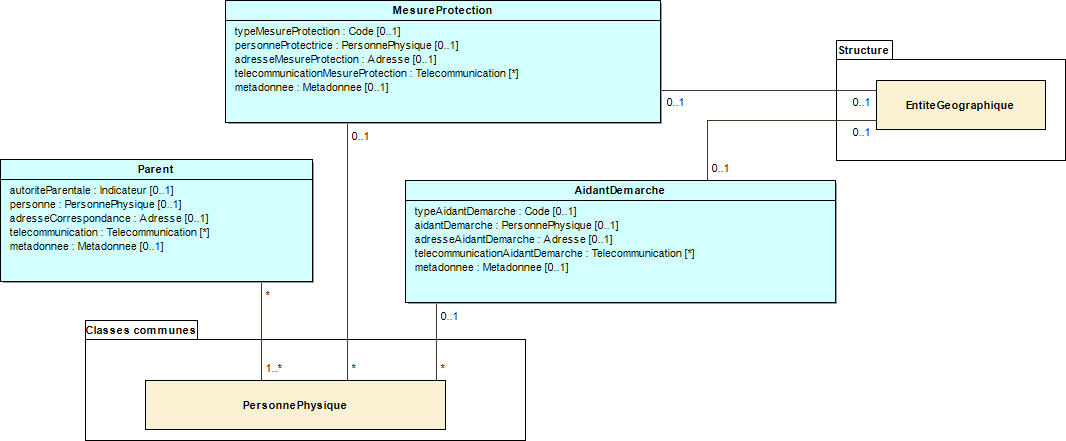 MesureProtection
typeMesureProtection : Code [0..1]
personneProtectrice : PersonnePhysique [0..1]
adresseMesureProtection : Adresse [0..1]
telecommunicationMesureProtection : Telecommunication [*]
metadonnee : Metadonnee [0..1]
Structure
EntiteGeographique
0..1
0..1
0..1
0..1
0..1
Parent
autoriteParentale : Indicateur [0..1]
personne : PersonnePhysique [0..1]
adresseCorrespondance : Adresse [0..1]
telecommunication : Telecommunication [*]
metadonnee : Metadonnee [0..1]
AidantDemarche
typeAidantDemarche : Code [0..1]
aidantDemarche : PersonnePhysique [0..1]
adresseAidantDemarche : Adresse [0..1]
telecommunicationAidantDemarche : Telecommunication [*]
metadonnee : Metadonnee [0..1]
*
0..1
Classes communes
1..*
*
*
PersonnePhysique